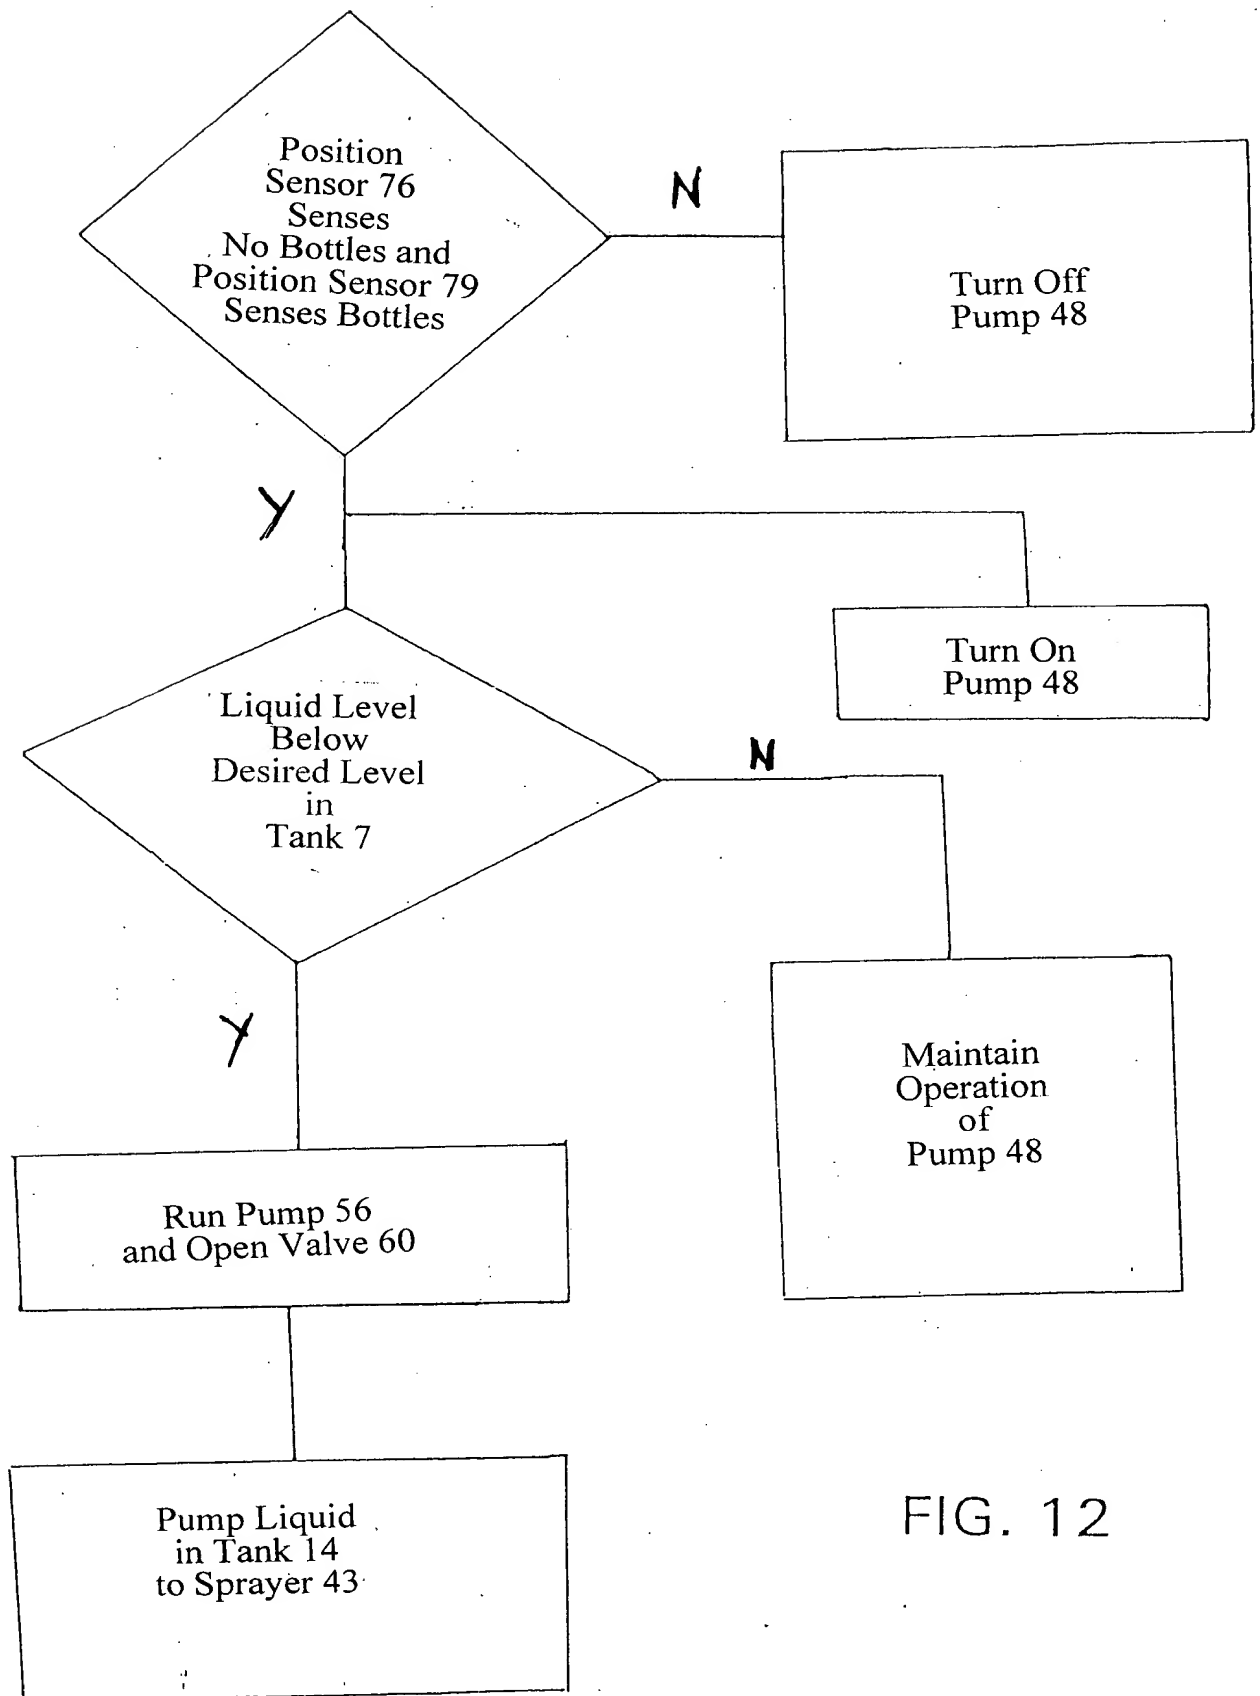 Position
Sensor 76
Senses
No Bottles and
Position Sensor 79
Senses Bottles
N
Turn Off
Pump 48
Y
Turn On
Pump 48
Liquid Level
Below
Desired Level
in
Tank 7
N
Y
Maintain
Operation
of
Pump 48
Run Pump 56
and Open Valve 60
Pump Liquid
in Tank 14
to Sprayer 43
FIG. 12